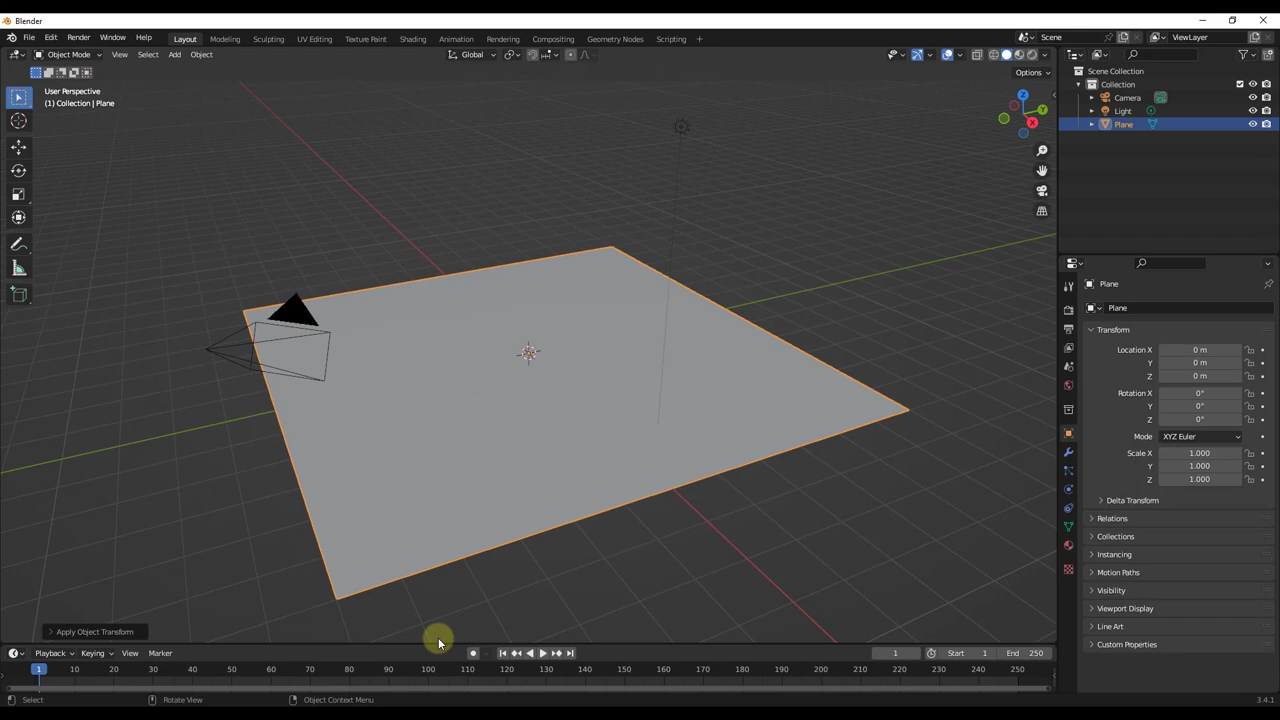 Blender
File Edit Render Window Help Layout Modeling Sculpting UV Editing Texture Paint Shading Animation Rendering Compositing Geometry Nodes Scripting + Scene ViewLayer
Object Mode View Select Add Object Global
Options
User Perspective
(1) Collection | Plane
Z
Y
X
Scene Collection
Collection
Camera
Light
Plane
Plane
Plane
Transform
Location X 0 m
Y 0 m
Z 0 m
Rotation X 0°
Y 0°
Z 0°
Mode XYZ Euler
Scale X 1.000
Y 1.000
Z 1.000
Delta Transform
Relations
Collections
Instancing
Motion Paths
Visibility
Viewport Display
Line Art
Custom Properties
Apply Object Transform
Playback Keying View Marker 1 Start 1 End 250
1 10 20 30 40 50 60 70 80 90 100 110 120 130 140 150 160 170 180 190 200 210 220 230 240 250
Select Rotate View Object Context Menu 3.4.1